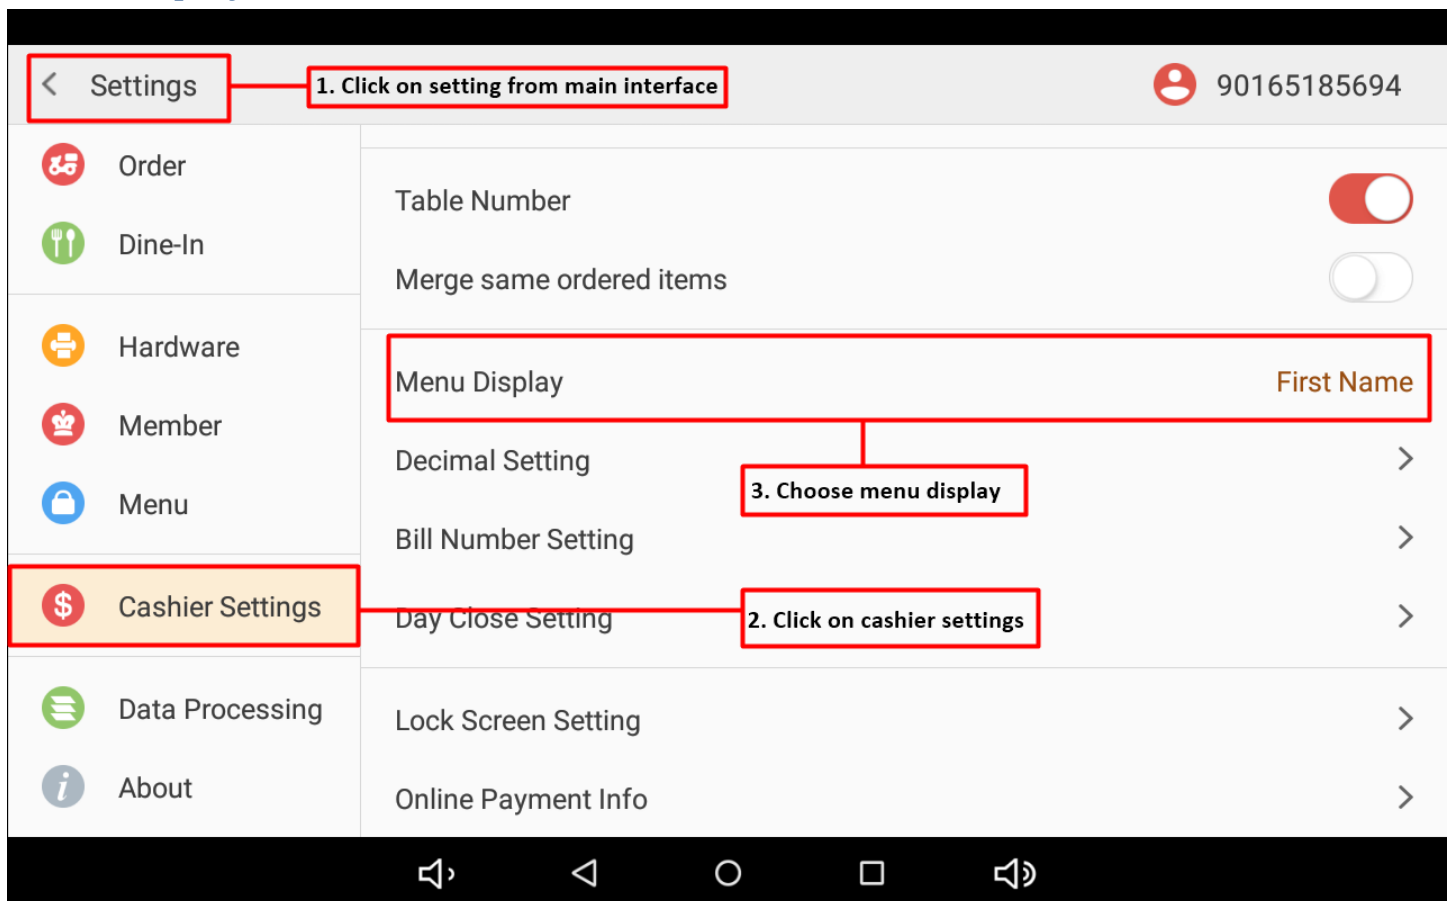 Settings
1. Click on setting from main interface
90165185694
Order
Dine-In
Hardware
Member
Menu
Cashier Settings
Data Processing
About
Table Number
Merge same ordered items
Menu Display
First Name
Decimal Setting
3. Choose menu display
Bill Number Setting
Day Close Setting
2. Click on cashier settings
Lock Screen Setting
Online Payment Info